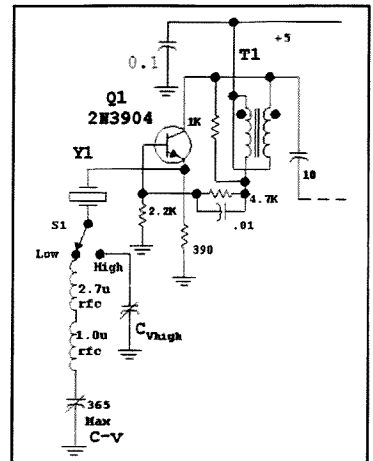 +5
0.1
T1
Q1
2N3904
1K
Y1
10
S1
2.2K
4.7K
.01
Low
High
390
2.7u
rfc
CVhigh
1.0u
rfc
365
Max
C-V